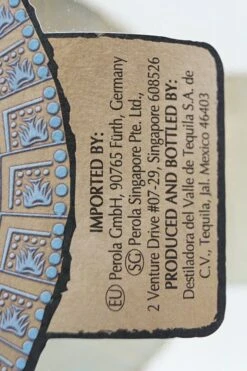 IMPORTED BY:
EU Perola GmbH, 90765 Fürth, Germany
SG Perola Singapore Pte. Ltd.,
2 Venture Drive #07-29, Singapore 608526
PRODUCED AND BOTTLED BY:
Destiladora del Valle de Tequila S.A. de
C.V., Tequila, Jal. Mexico 46403